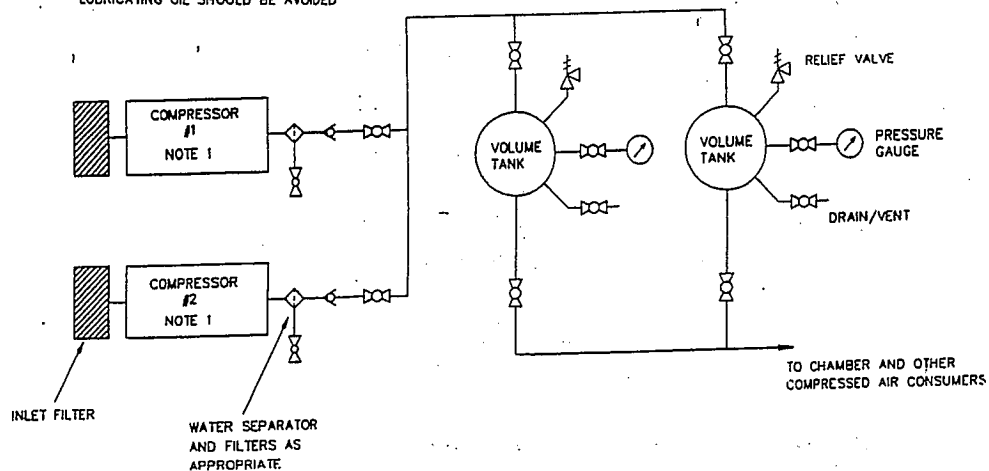 LUBRICATING OIL SHOULD BE AVOIDED
RELIEF VALVE
COMPRESSOR
#1
NOTE 1
VOLUME
TANK
VOLUME
TANK
PRESSURE
GAUGE
DRAIN/VENT
COMPRESSOR
#2
NOTE 1
TO CHAMBER AND OTHER
COMPRESSED AIR CONSUMERS
INLET FILTER
WATER SEPARATOR
AND FILTERS AS
APPROPRIATE